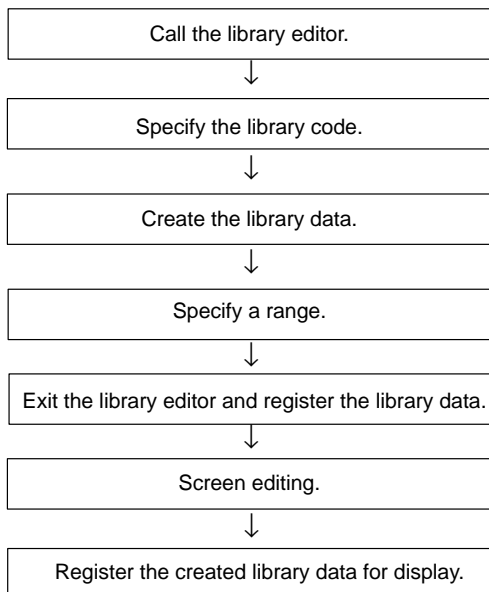 Call the library editor.
Specify the library code.
Create the library data.
Specify a range.
Exit the library editor and register the library data.
Screen editing.
Register the created library data for display.